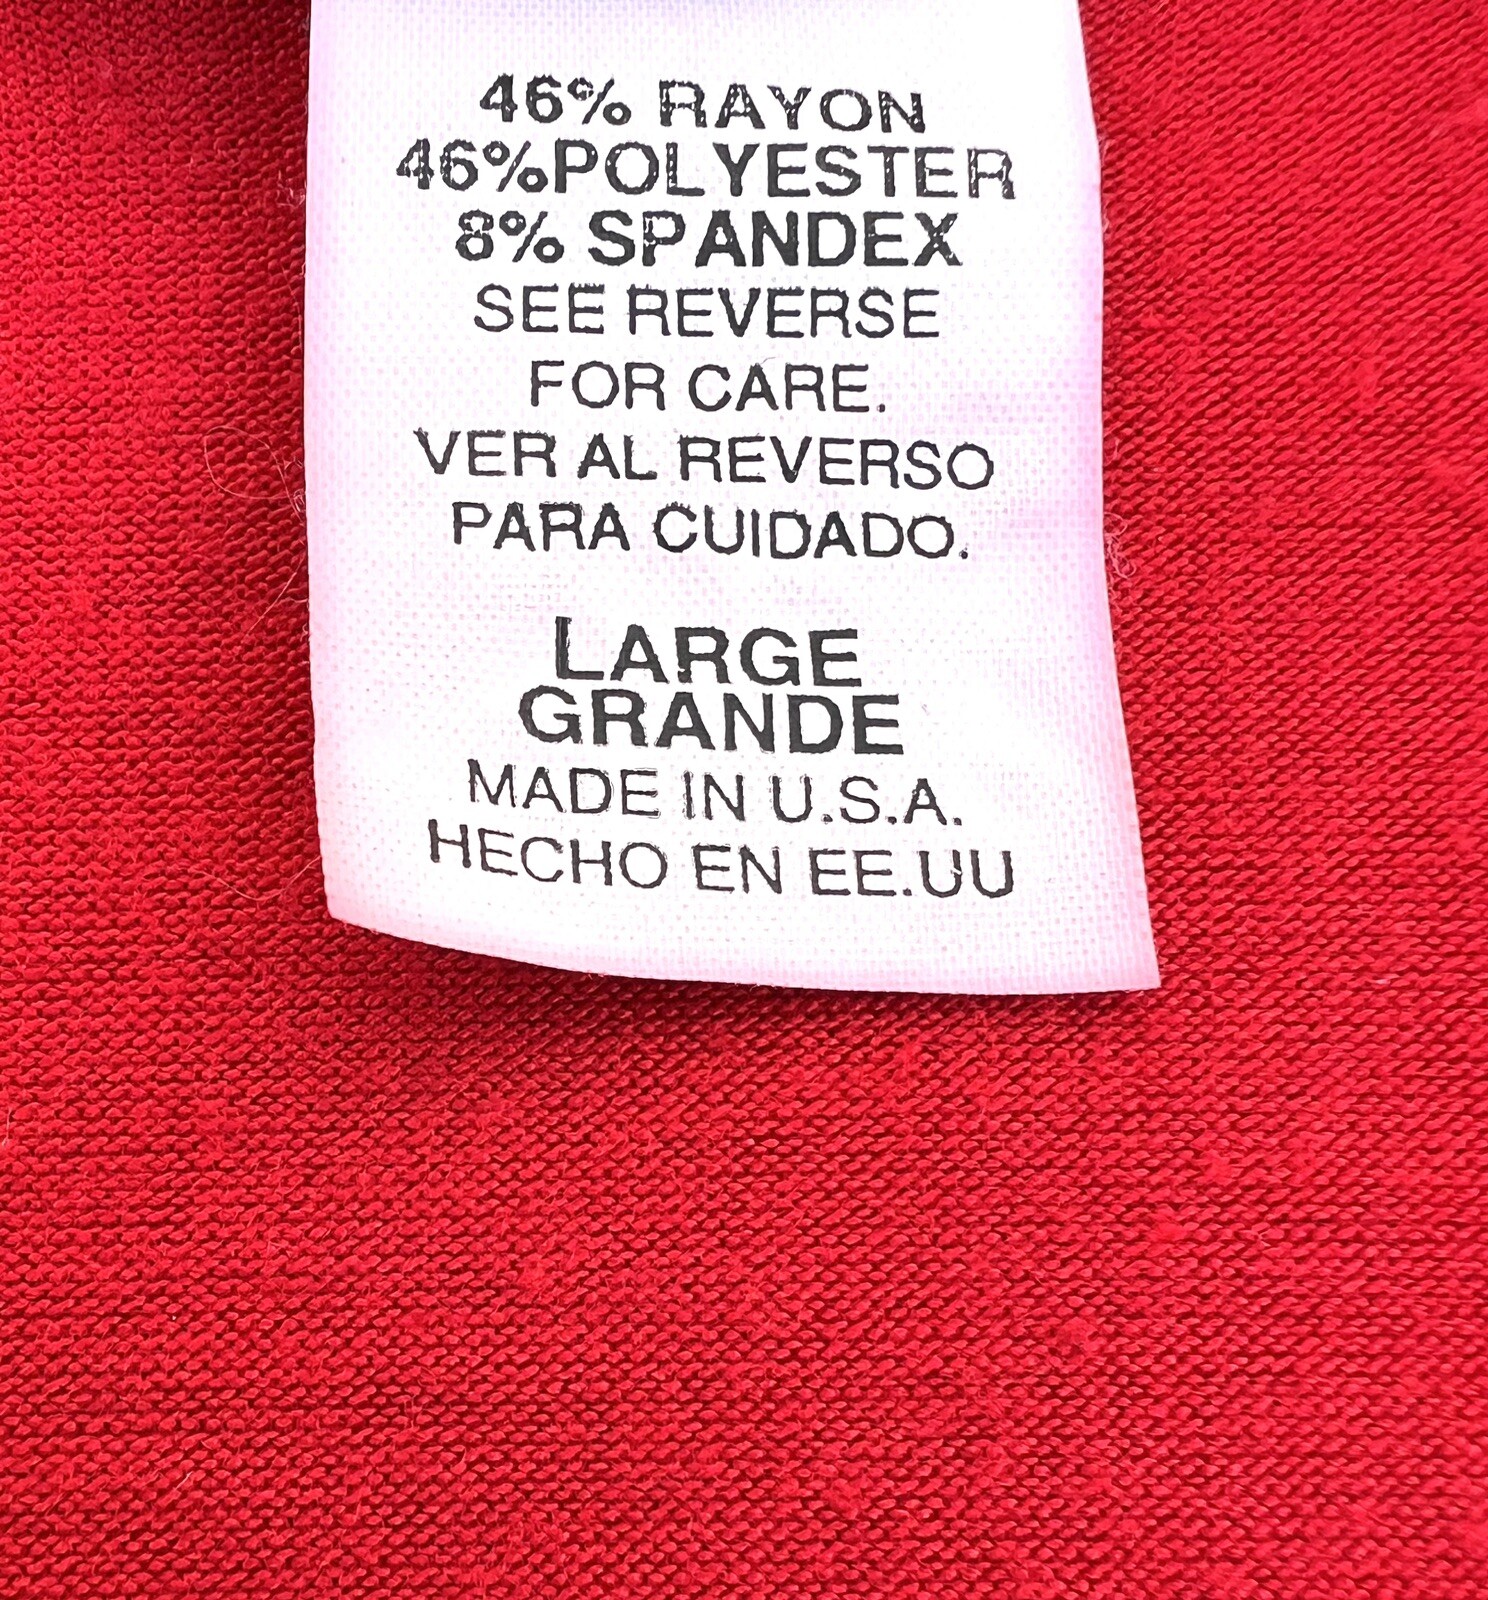 46% RAYON
46%POLYESTER
8% SPANDEX
SEE REVERSE
FOR CARE.
VER AL REVERSO
PARA CUIDADO.
LARGE
GRANDE
MADE IN U.S.A.
HECHO EN EE.UU